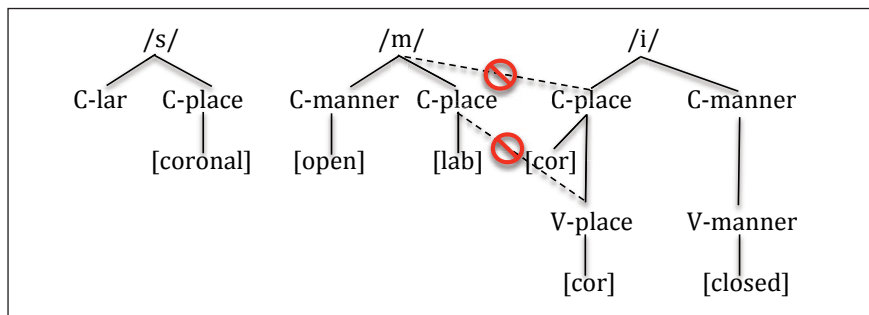 /s/ /m/ /i/
C-lar C-place C-manner C-place C-place C-manner
[coronal] [open] [lab] [cor]
V-place V-manner
[cor] [closed]